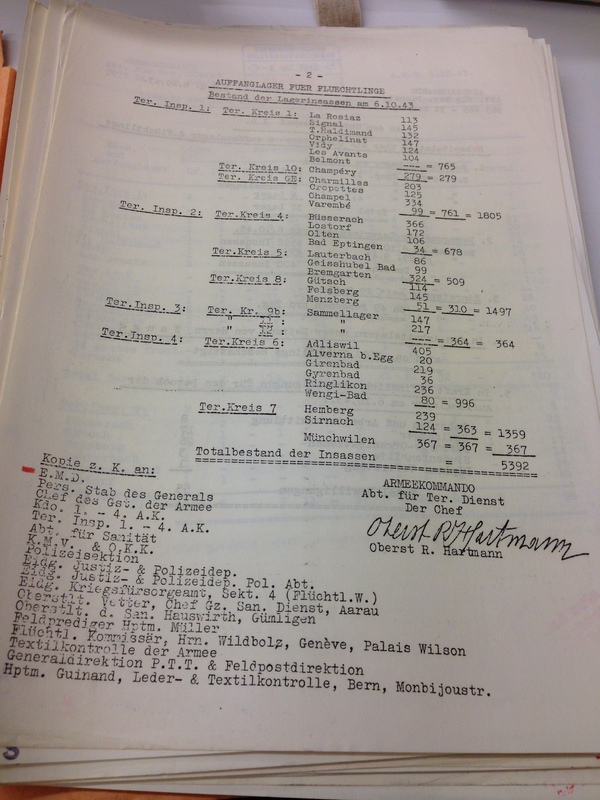 - 2 -
AUFFANGLAGER FUER FLUECHTLINGE
Bestand der Lagerinsassen am 6.10.43
Ter. Insp. 1: Ter. Kreis 1: La Rosiaz 113
Signal 145
T.Haldimand 132
Orphelinat 147
Vidy 124
Les Avants 104
Belmont --- = 765
Ter. Kreis 10: Champéry 279 = 279
Ter. Kreis GE: Charmilles 203
Cropettes 125
Champel 334
Varembé 99 = 761 = 1805
Ter. Insp. 2: Ter.Kreis 4: Büsserach 366
Lostorf 172
Olten 106
Bad Eptingen 34 = 678
Ter.Kreis 5: Lauterbach 86
Geisshubel Bad 99
Bremgarten 324 = 509
Ter.Kreis 8: Gütsch 114
Felsberg 145
Menzberg 51 = 310 = 1497
Ter.Insp. 3: Ter. Kr. 9b: Sammellager 147
" " 217
" " --- = 364 = 364
Ter.Insp. 4: Ter.Kreis 6: Adliswil 405
Alverna b.Egg 20
Girenbad 219
Gyrenbad 36
Ringlikon 236
Wengi-Bad 80 = 996
Ter.Kreis 7 Hemberg 239
Sirnach 124 = 363 = 1359
Münchwilen 367 = 367 = 367
Totalbestand der Insassen = 5392
Kopie z. K. an:
E.M.D.
Pers. Stab des Generals
Chef des Gst. der Armee
Kdo. 1. - 4. A.K.
Ter. Insp. 1. - 4. A.K.
Abt. für Sanität
K.M.V. & O.K.K.
Polizeisektion
Eidg. Justiz- & Polizeidep.
Eidg. Justiz- & Polizeidep. Pol. Abt.
Eidg. Kriegsfürsorgeamt, Sekt. 4 (Flüchtl.W.)
Oberstlt. Vetter, Chef Gz. San. Dienst, Aarau
Oberstlt. d. San. Hauswirth, Gümligen
Feldprediger Hptm. Müller
Flüchtl. Kommissär, Hrn. Wildbolz, Genève, Palais Wilson
Textilkontrolle der Armee
Generaldirektion P.T.T. & Feldpostdirektion
Hptm. Guinand, Leder- & Textilkontrolle, Bern, Monbijoustr.
ARMEEKOMMANDO
Abt. für Ter. Dienst
Der Chef
Oberst R. Hartmann
Oberst R. Hartmann